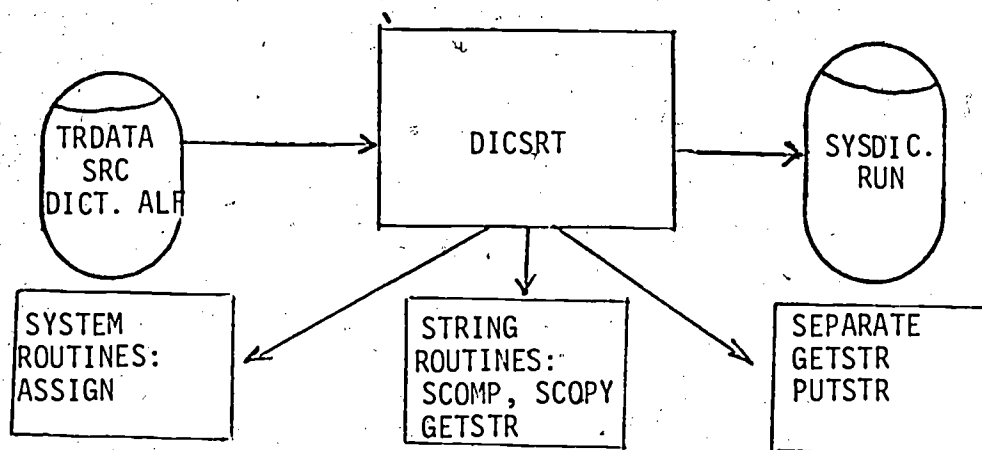 TRDATA
SRC
DICT. ALF
DICSRT
SYSDIC.
RUN
SYSTEM
ROUTINES:
ASSIGN
STRING
ROUTINES:
SCOMP, SCOPY
GETSTR
SEPARATE
GETSTR
PUTSTR